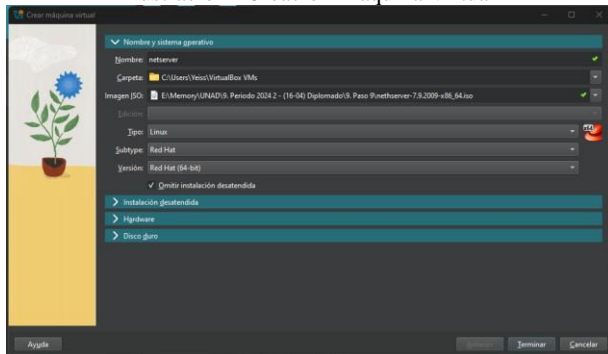 Crear máquina virtual
Nombre y sistema operativo
Nombre: netserver
Carpeta: C:\Users\Yeiss\VirtualBox VMs
Imagen ISO: E:\Memory\UNAD\9. Periodo 2024 2 - (16-04) Diplomado\9. Paso 9\nethserver-7.9.2009-x86_64.iso
Edición:
Tipo: Linux
Subtype: Red Hat
Versión: Red Hat (64-bit)
Omitir instalación desatendida
Instalación desatendida
Hardware
Disco duro
Ayuda Terminar Cancelar